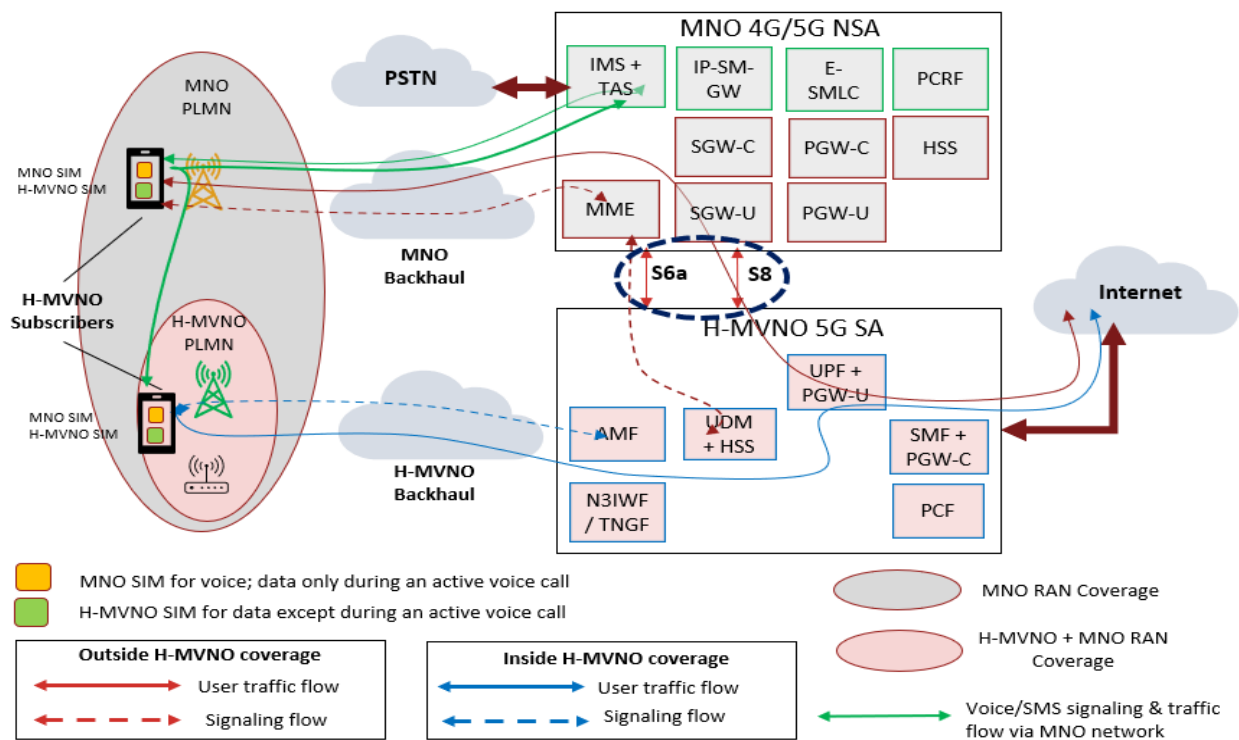 MNO 4G/5G NSA
PSTN
IMS +
TAS
IP-SM-
GW
E-
SMLC
PCRF
SGW-C
PGW-C
HSS
MME
SGW-U
PGW-U
MNO
PLMN
MNO SIM
H-MVNO SIM
MNO
Backhaul
S6a
S8
Internet
H-MVNO
Subscribers
H-MVNO
PLMN
MNO SIM
H-MVNO SIM
H-MVNO
Backhaul
H-MVNO 5G SA
UPF +
PGW-U
AMF
UDM
+ HSS
SMF +
PGW-C
N3IWF
/ TNGF
PCF
MNO SIM for voice; data only during an active voice call
H-MVNO SIM for data except during an active voice call
MNO RAN Coverage
H-MVNO + MNO RAN
Coverage
Outside H-MVNO coverage
User traffic flow
Signaling flow
Inside H-MVNO coverage
User traffic flow
Signaling flow
Voice/SMS signaling & traffic
flow via MNO network